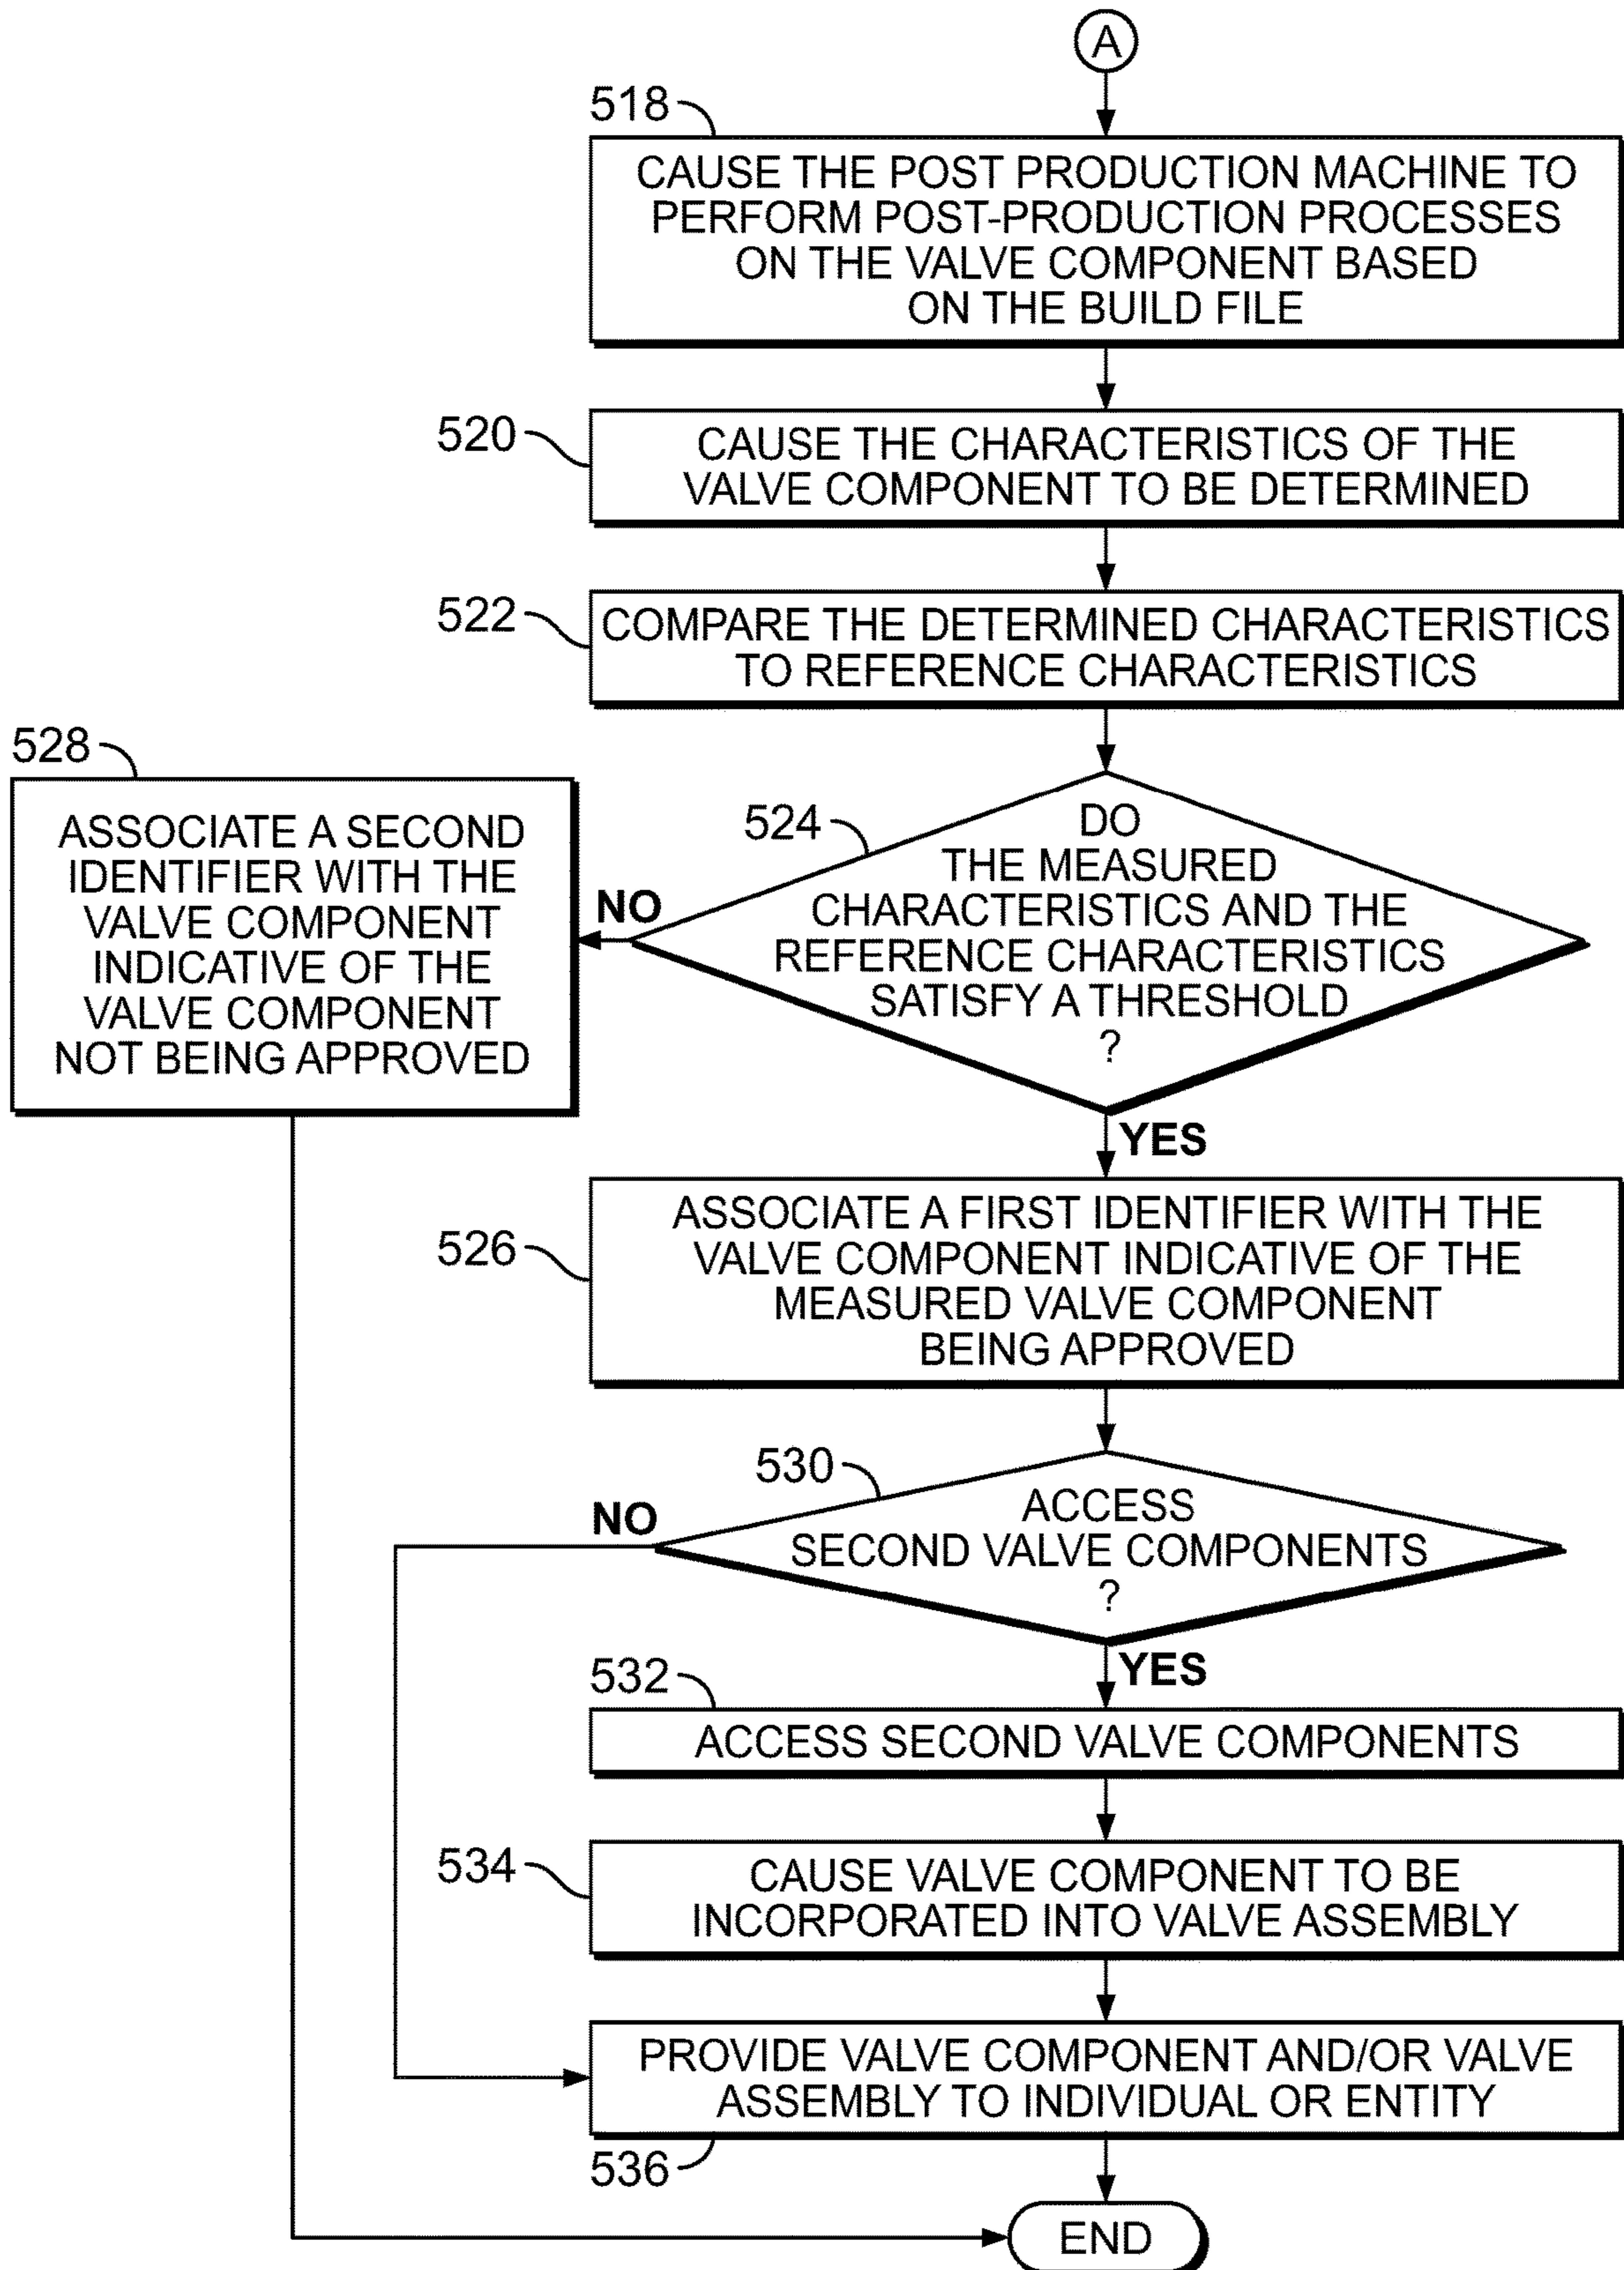 A
518
CAUSE THE POST PRODUCTION MACHINE TO
PERFORM POST-PRODUCTION PROCESSES
ON THE VALVE COMPONENT BASED
ON THE BUILD FILE
520
CAUSE THE CHARACTERISTICS OF THE
VALVE COMPONENT TO BE DETERMINED
522
COMPARE THE DETERMINED CHARACTERISTICS
TO REFERENCE CHARACTERISTICS
524
DO
THE MEASURED
CHARACTERISTICS AND THE
REFERENCE CHARACTERISTICS
SATISFY A THRESHOLD
?
NO
528
ASSOCIATE A SECOND
IDENTIFIER WITH THE
VALVE COMPONENT
INDICATIVE OF THE
VALVE COMPONENT
NOT BEING APPROVED
YES
526
ASSOCIATE A FIRST IDENTIFIER WITH THE
VALVE COMPONENT INDICATIVE OF THE
MEASURED VALVE COMPONENT
BEING APPROVED
530
ACCESS
SECOND VALVE COMPONENTS
?
NO
YES
532
ACCESS SECOND VALVE COMPONENTS
534
CAUSE VALVE COMPONENT TO BE
INCORPORATED INTO VALVE ASSEMBLY
PROVIDE VALVE COMPONENT AND/OR VALVE
ASSEMBLY TO INDIVIDUAL OR ENTITY
536
END